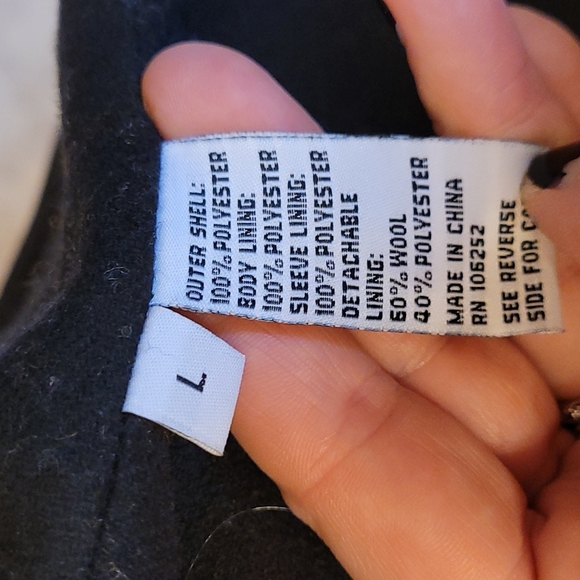 OUTER SHELL:
100% POLYESTER
BODY LINING:
100% POLYESTER
SLEEVE LINING:
100% POLYESTER
DETACHABLE
LINING:
60% WOOL
40% POLYESTER
MADE IN CHINA
RN 106252
SEE REVERSE
SIDE FOR
L